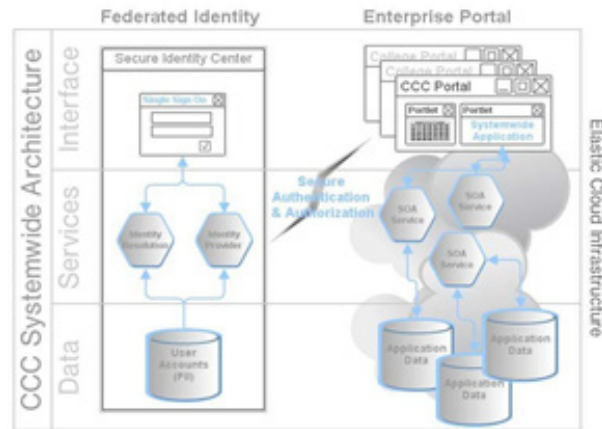 Federated Identity
Enterprise Portal
CCC Systemwide Architecture
Interface
Services
Data
Elastic Cloud Infrastructure
Secure Identity Center
Single Sign On
College Portal
College Portal
CCC Portal
Portlet
Portlet
Systemwide
Application
Secure
Authentication
& Authorization
Identity
Resolution
Identity
Provider
SOA
Service
SOA
Service
SOA
Service
User
Accounts
(PII)
Application
Data
Application
Data
Application
Data